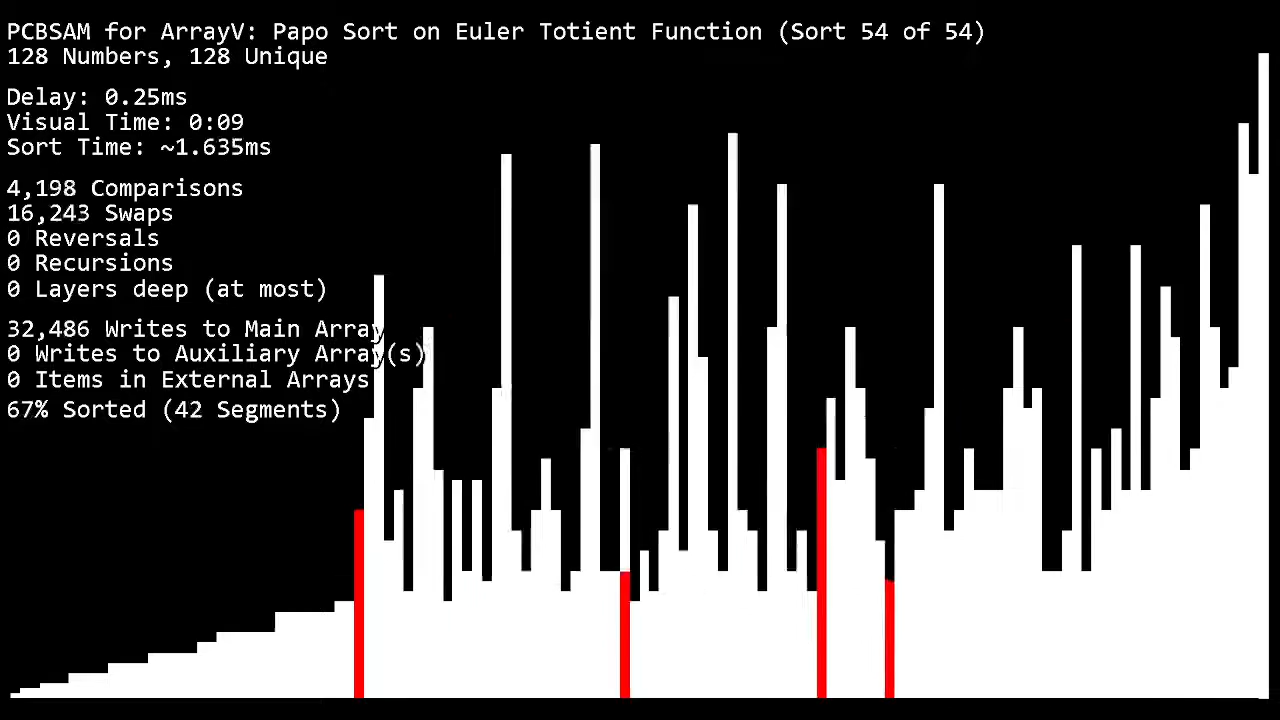 PCBSAM for ArrayV: Papo Sort on Euler Totient Function (Sort 54 of 54)
128 Numbers, 128 Unique
Delay: 0.25ms
Visual Time: 0:09
Sort Time: ~1.635ms
4,198 Comparisons
16,243 Swaps
0 Reversals
0 Recursions
0 Layers deep (at most)
32,486 Writes to Main Array
0 Writes to Auxiliary Array(s)
0 Items in External Arrays
67% Sorted (42 Segments)